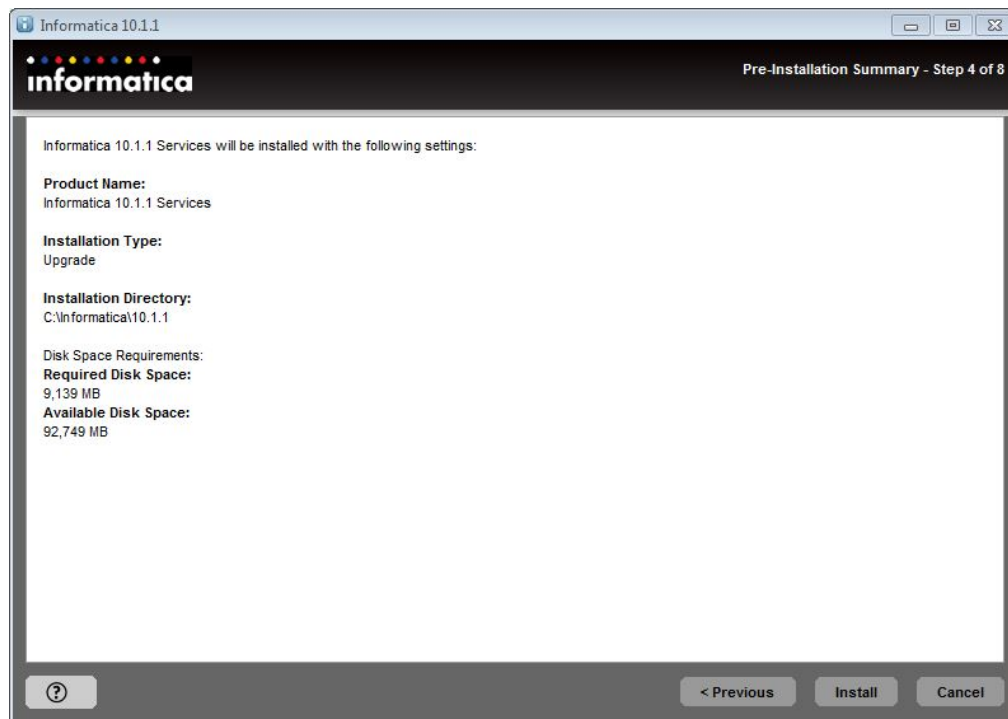 Informatica 10.1.1
informatica
Pre-Installation Summary - Step 4 of 8
Informatica 10.1.1 Services will be installed with the following settings:
Product Name:
Informatica 10.1.1 Services
Installation Type:
Upgrade
Installation Directory:
C:\Informatica\10.1.1
Disk Space Requirements:
Required Disk Space:
9,139 MB
Available Disk Space:
92,749 MB
?
< Previous
Install
Cancel